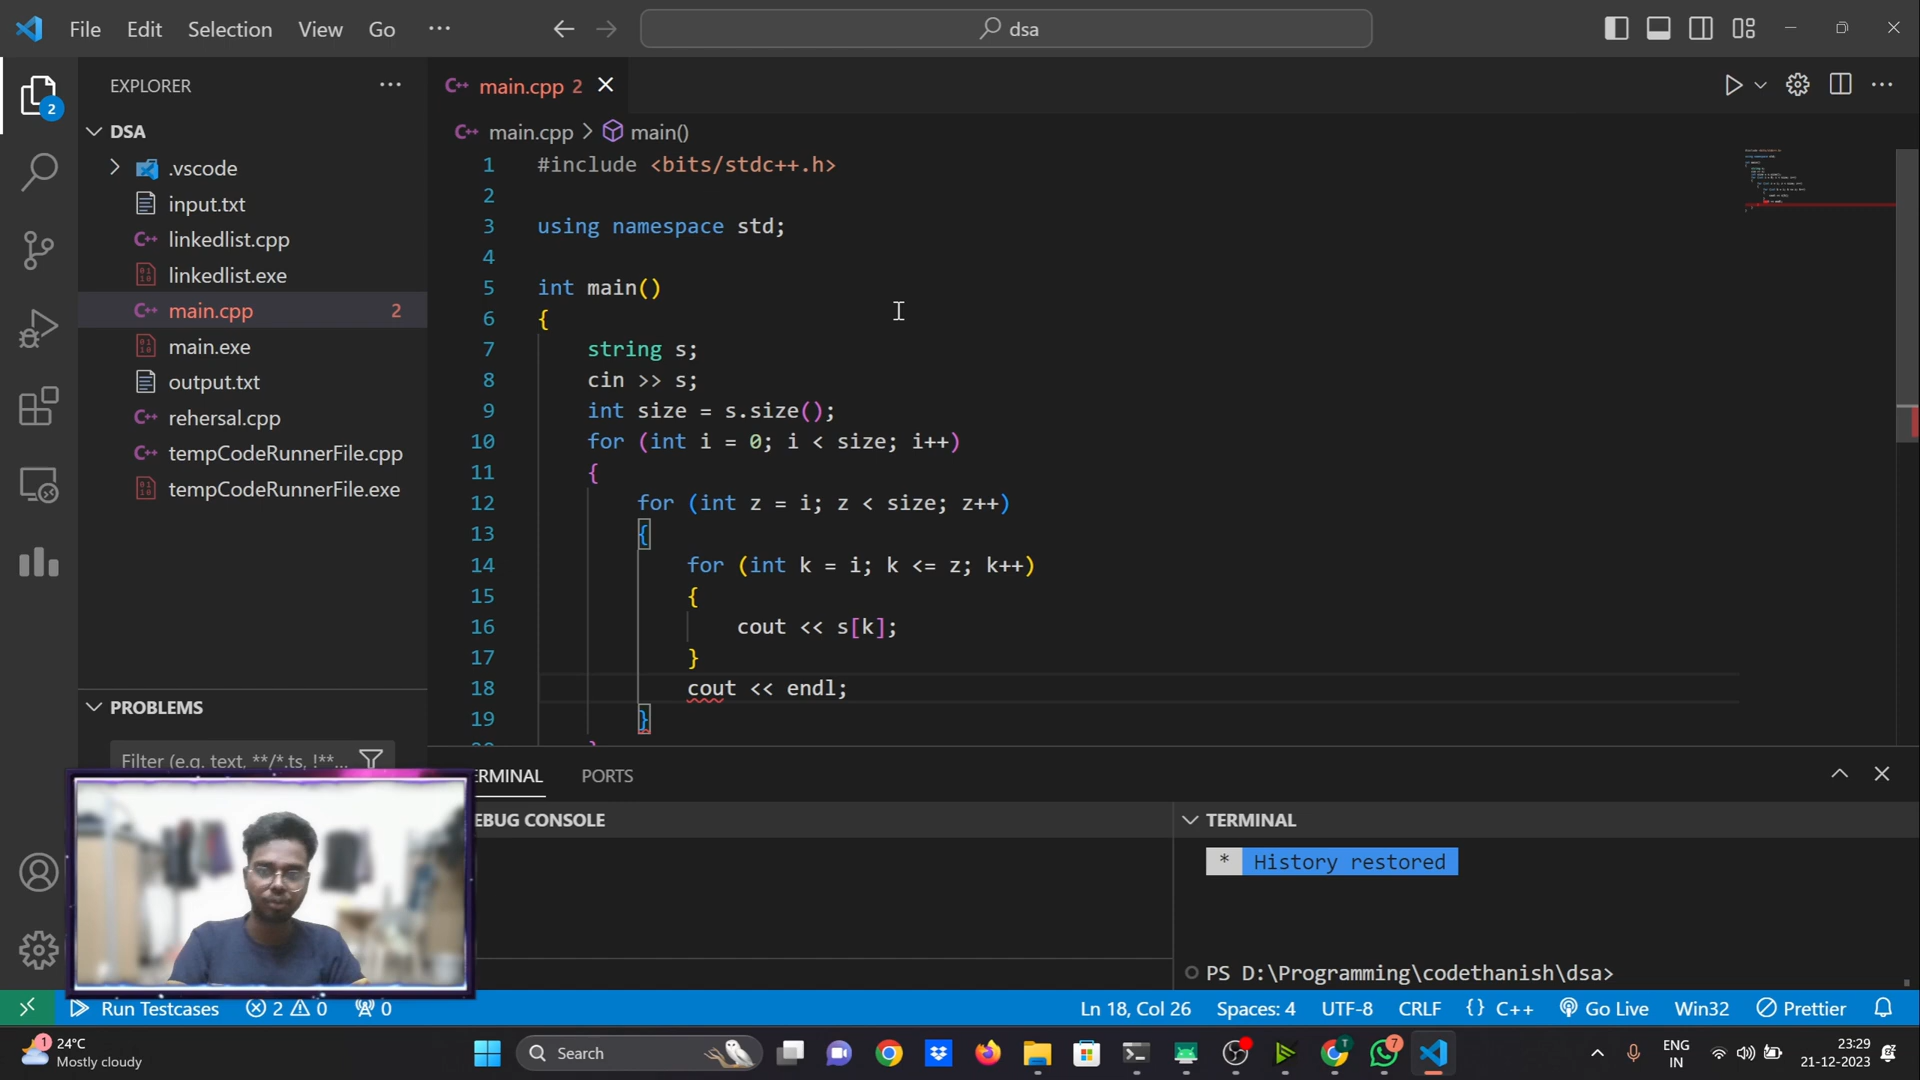 File Edit Selection View Go ··· dsa
EXPLORER ···
DSA
.vscode
input.txt
linkedlist.cpp
linkedlist.exe
main.cpp 2
main.exe
output.txt
rehersal.cpp
tempCodeRunnerFile.cpp
tempCodeRunnerFile.exe
2
PROBLEMS
Filter (e.g. text, **/*.ts, !**...
main.cpp 2
main.cpp > main()
1 #include <bits/stdc++.h>
2
3 using namespace std;
4
5 int main()
6 {
7 string s;
8 cin >> s;
9 int size = s.size();
10 for (int i = 0; i < size; i++)
11 {
12 for (int z = i; z < size; z++)
13 {
14 for (int k = i; k <= z; k++)
15 {
16 cout << s[k];
17 }
18 cout << endl;
19 }
ERMINAL PORTS
EBUG CONSOLE
TERMINAL
* History restored
PS D:\Programming\codethanish\dsa>
Run Testcases 2 0 0 Ln 18, Col 26 Spaces: 4 UTF-8 CRLF {} C++ Go Live Win32 Prettier
1
24°C
Mostly cloudy
Search
T
7
ENG
IN
23:29
21-12-2023